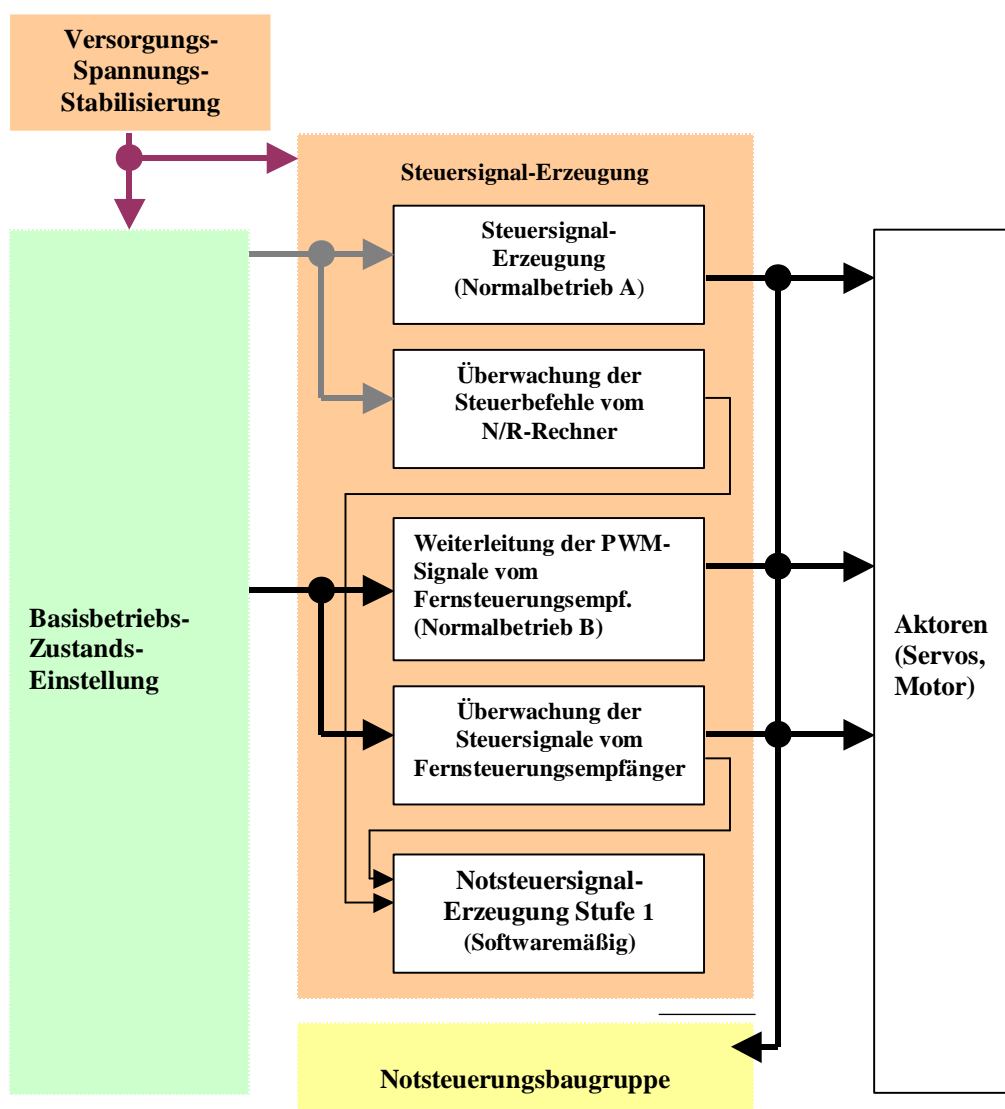 Versorgungs-
Spannungs-
Stabilisierung
Steuersignal-Erzeugung
Steuersignal-
Erzeugung
(Normalbetrieb A)
Überwachung der
Steuerbefehle vom
N/R-Rechner
Weiterleitung der PWM-
Signale vom
Fernsteuerungsempf.
(Normalbetrieb B)
Basisbetriebs-
Zustands-
Einstellung
Aktoren
(Servos,
Motor)
Überwachung der
Steuersignale vom
Fernsteuerungsempfänger
Notsteuersignal-
Erzeugung Stufe 1
(Softwaremäßig)
Notsteuerungsbaugruppe